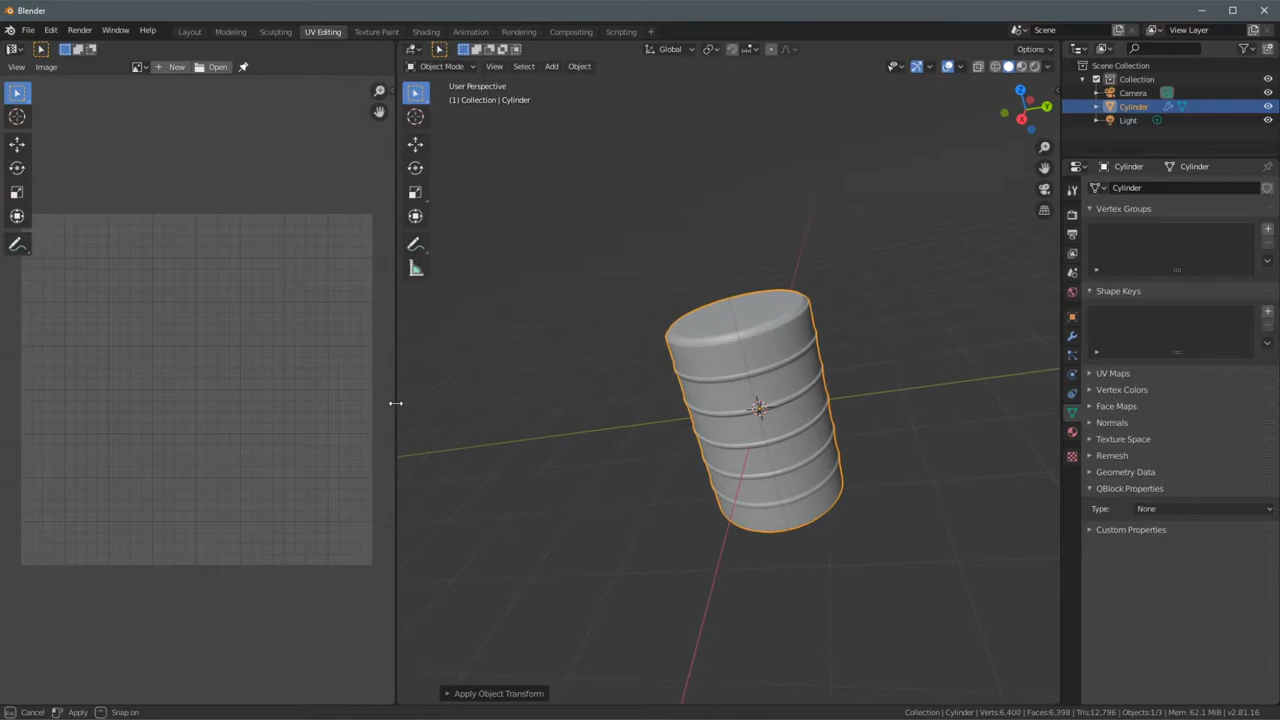 Blender
File Edit Render Window Help Layout Modeling Sculpting UV Editing Texture Paint Shading Animation Rendering Compositing Scripting + Scene View Layer
Global Options
View Image New Open Object Mode View Select Add Object
User Perspective
(1) Collection | Cylinder
Scene Collection
Collection
Camera
Cylinder
Light
Cylinder Cylinder
Cylinder
Vertex Groups
Shape Keys
UV Maps
Vertex Colors
Face Maps
Normals
Texture Space
Remesh
Geometry Data
QBlock Properties
Type: None
Custom Properties
X
Y
Z
Apply Object Transform
Esc Cancel Apply Snap on Collection | Cylinder | Verts:6,400 | Faces:6,398 | Tris:12,796 | Objects:1/3 | Mem: 62.1 MiB | v2.81.16